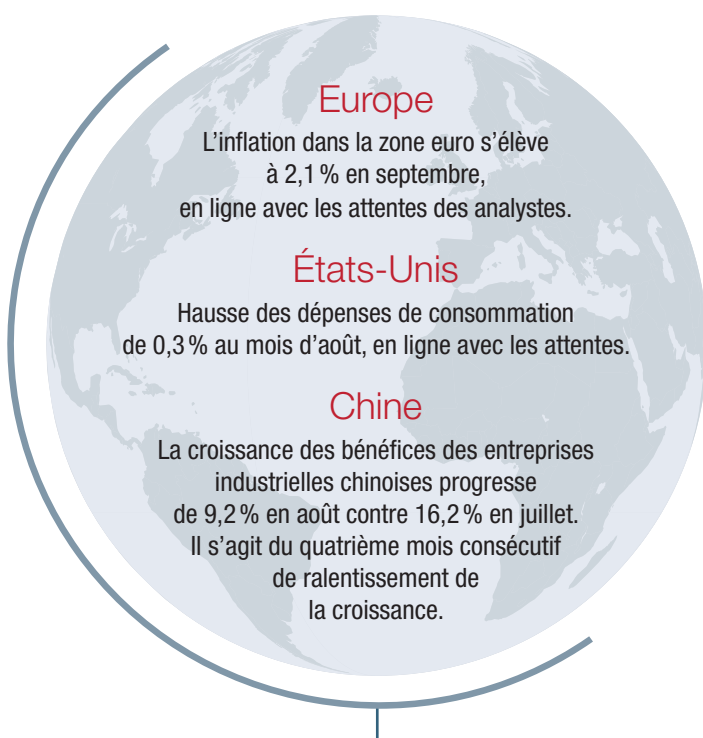 Europe
L’inflation dans la zone euro s’élève
à 2,1 % en septembre,
en ligne avec les attentes des analystes.
États-Unis
Hausse des dépenses de consommation
de 0,3 % au mois d’août, en ligne avec les attentes.
Chine
La croissance des bénéfices des entreprises
industrielles chinoises progresse
de 9,2 % en août contre 16,2 % en juillet.
Il s’agit du quatrième mois consécutif
de ralentissement de
la croissance.